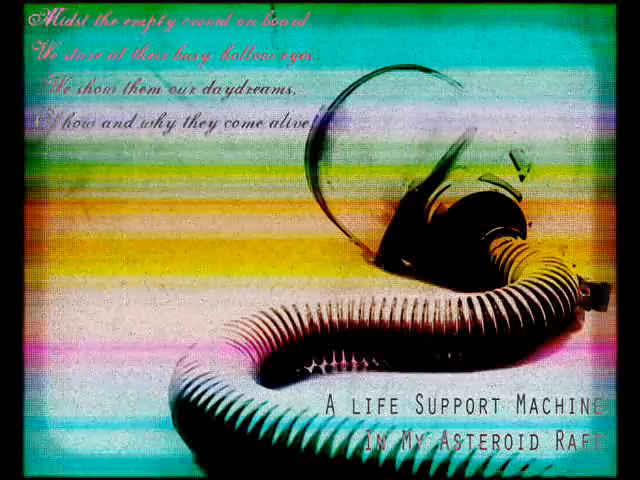 Midst the empty crowd on board
We stare at their busy hollow eyes.
We show them our daydreams.
Of how and why they come alive.
A life Support Machine
In My Asteroid Raft